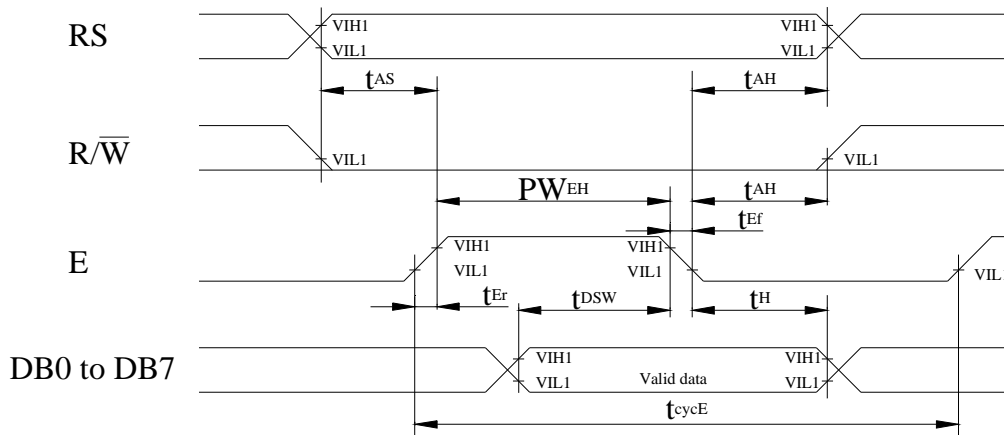 RS
VIH1
VIH1
VIL1
VIL1
tAS
tAH
R/W̅
VIL1
VIL1
PWEH
tAH
tEf
E
VIH1
VIH1
VIL1
VIL1
VIL1
tEr
tDSW
tH
DB0 to DB7
VIH1
VIH1
VIL1
Valid data
VIL1
tcycE